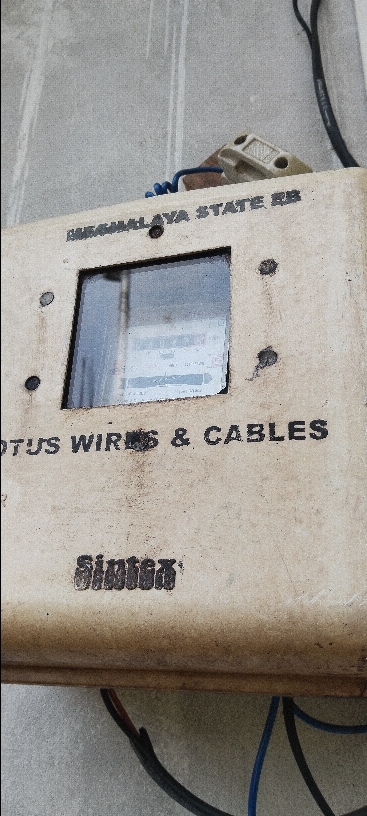 MEGHALAYA STATE EB
OTUS WIRES & CABLES
Sintex